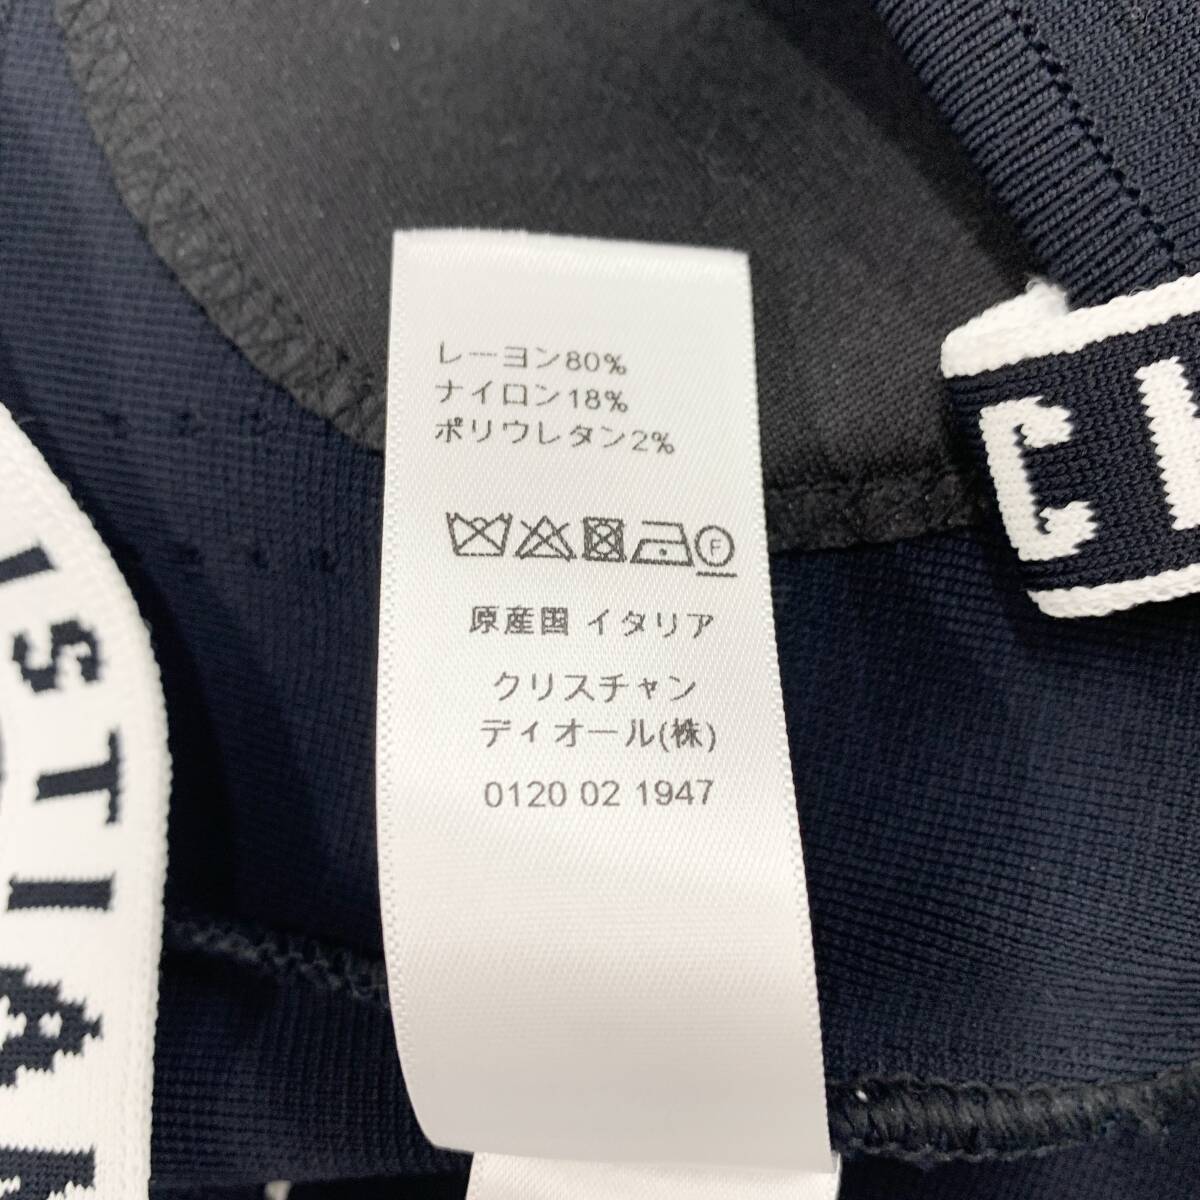 レーヨン80%
ナイロン18%
ポリウレタン2%
F
原産国 イタリア
クリスチャン
ディオール(株)
0120 02 1947
CH
ISTIAN